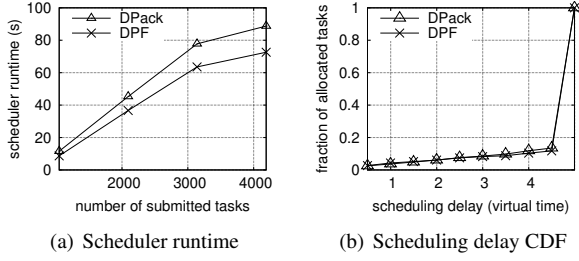 DPack
DPF
100
80
60
40
20
0
2000
3000
4000
scheduler runtime (s)
number of submitted tasks
(a) Scheduler runtime
DPack
DPF
1
0.8
0.6
0.4
0.2
0
1
2
3
4
fraction of allocated tasks
scheduling delay (virtual time)
(b) Scheduling delay CDF